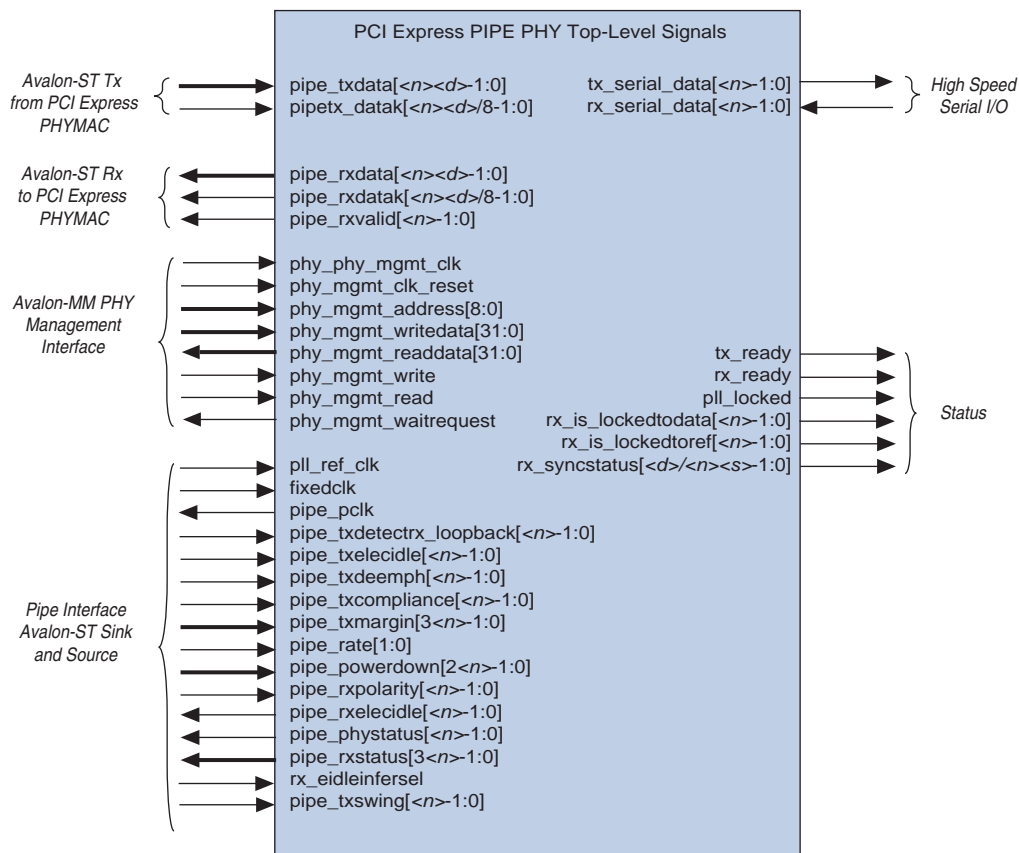 PCI Express PIPE PHY Top-Level Signals
Avalon-ST Tx
from PCI Express
PHYMAC
pipe_txdata[<n><d>-1:0]
pipetx_datak[<n><d>/8-1:0]
tx_serial_data[<n>-1:0]
rx_serial_data[<n>-1:0]
High Speed
Serial I/O
Avalon-ST Rx
to PCI Express
PHYMAC
pipe_rxdata[<n><d>-1:0]
pipe_rxdatak[<n><d>/8-1:0]
pipe_rxvalid[<n>-1:0]
Avalon-MM PHY
Management
Interface
phy_phy_mgmt_clk
phy_mgmt_clk_reset
phy_mgmt_address[8:0]
phy_mgmt_writedata[31:0]
phy_mgmt_readdata[31:0]
phy_mgmt_write
phy_mgmt_read
phy_mgmt_waitrequest
tx_ready
rx_ready
pll_locked
rx_is_lockedtodata[<n>-1:0]
rx_is_lockedtoref[<n>-1:0]
rx_syncstatus[<d>/<n><s>-1:0]
Status
Pipe Interface
Avalon-ST Sink
and Source
pll_ref_clk
fixedclk
pipe_pclk
pipe_txdetectrx_loopback[<n>-1:0]
pipe_txelecidle[<n>-1:0]
pipe_txdeemph[<n>-1:0]
pipe_txcompliance[<n>-1:0]
pipe_txmargin[3<n>-1:0]
pipe_rate[1:0]
pipe_powerdown[2<n>-1:0]
pipe_rxpolarity[<n>-1:0]
pipe_rxelecidle[<n>-1:0]
pipe_phystatus[<n>-1:0]
pipe_rxstatus[3<n>-1:0]
rx_eidleinfersel
pipe_txswing[<n>-1:0]